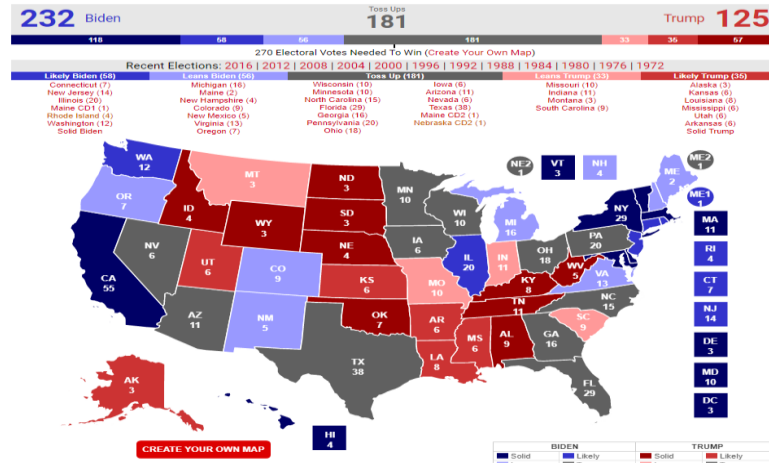 232 Biden
Toss Ups
181
Trump 125
118 58 56 181 33 35 57
270 Electoral Votes Needed To Win (Create Your Own Map)
Recent Elections: 2016 | 2012 | 2008 | 2004 | 2000 | 1996 | 1992 | 1988 | 1984 | 1980 | 1976 | 1972
Likely Biden (58) Leans Biden (56) Toss Up (181) Leans Trump (33) Likely Trump (35)
Connecticut (7) Michigan (16) Wisconsin (10) Iowa (6) Missouri (10) Alaska (3)
New Jersey (14) Maine (2) Minnesota (10) Arizona (11) Indiana (11) Kansas (6)
Illinois (20) New Hampshire (4) North Carolina (15) Nevada (6) Montana (3) Louisiana (8)
Maine CD1 (1) Colorado (9) Florida (29) Texas (38) South Carolina (9) Mississippi (6)
Rhode Island (4) New Mexico (5) Georgia (16) Maine CD2 (1) Utah (6)
Washington (12) Virginia (13) Pennsylvania (20) Nebraska CD2 (1) Arkansas (6)
Solid Biden Oregon (7) Ohio (18) Solid Trump
WA
12
OR
7
CA
55
NV
6
ID
4
MT
3
WY
3
UT
6
AZ
11
CO
9
NM
5
ND
3
SD
3
NE
4
KS
6
OK
7
TX
38
MN
10
IA
6
MO
10
AR
6
LA
8
WI
10
IL
20
MI
16
IN
11
OH
18
KY
8
TN
11
MS
6
AL
9
GA
16
FL
29
SC
9
NC
15
VA
13
WV
5
PA
20
NY
29
NE2
1
VT
3
NH
4
ME
2
ME2
1
ME1
1
MA
11
RI
4
CT
7
NJ
14
DE
3
MD
10
DC
3
AK
3
HI
4
CREATE YOUR OWN MAP
BIDEN TRUMP
Solid Likely Solid Likely